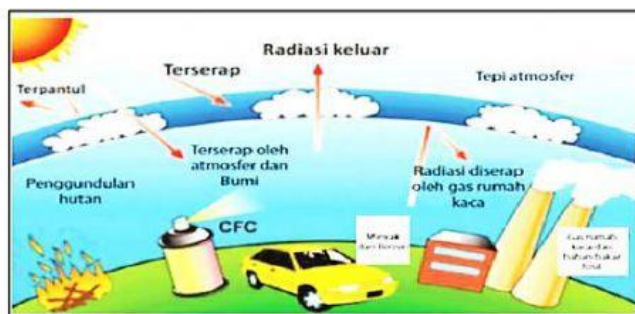 Radiasi keluar
Terserap
Tepi atmosfer
Terpantul
Terserap oleh
atmosfer dan
Bumi
Radiasi diserap
oleh gas rumah
kaca
Penggundulan
hutan
CFC